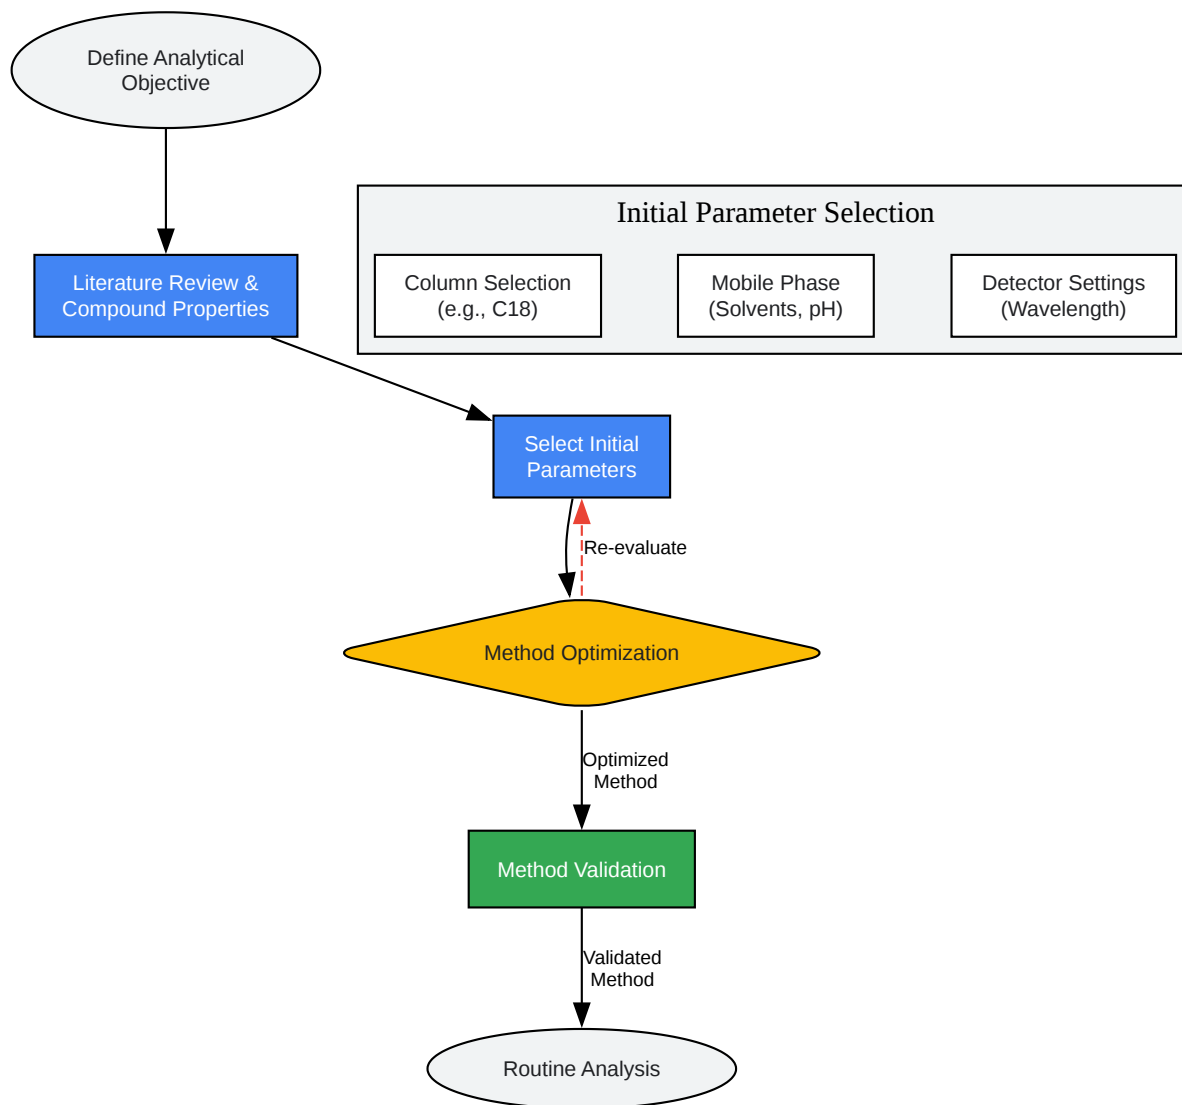 Define Analytical
Objective
Initial Parameter Selection
Literature Review &
Compound Properties
Column Selection
(e.g., C18)
Mobile Phase
(Solvents, pH)
Detector Settings
(Wavelength)
Select Initial
Parameters
Re-evaluate
Method Optimization
Optimized
Method
Method Validation
Validated
Method
Routine Analysis